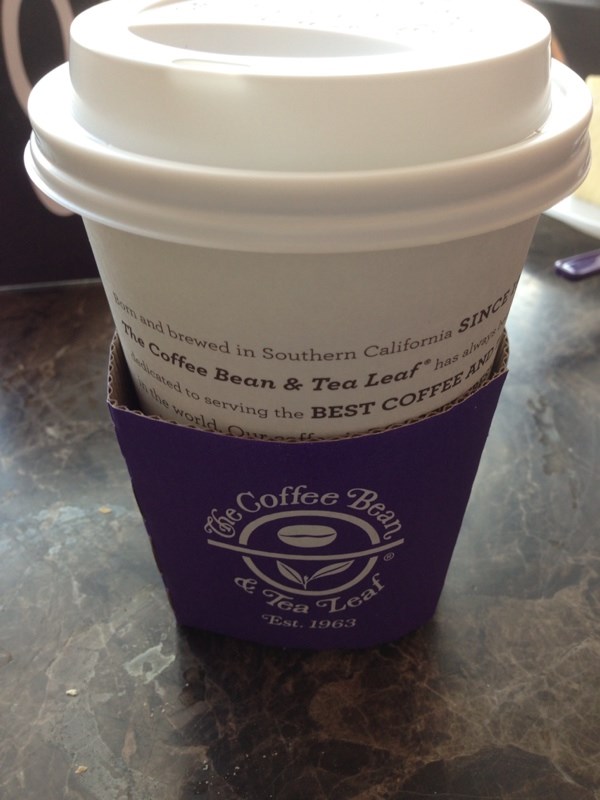 Born and brewed in Southern California SINCE
The Coffee Bean & Tea Leaf® has always
dedicated to serving the BEST COFFEE AND
in the world. Our
The Coffee Bean
& Tea Leaf ®
Est. 1963